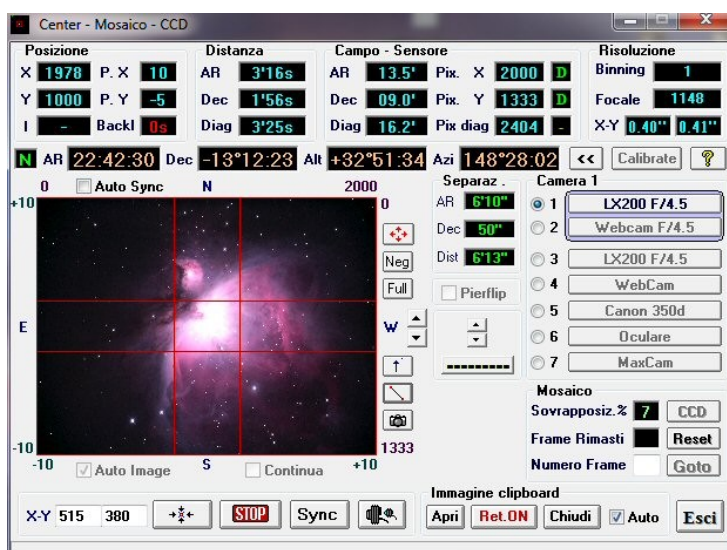 Center - Mosaico - CCD
Posizione Distanza Campo - Sensore Risoluzione
X 1978 P. X 10 AR 3'16s AR 13.5' Pix. X 2000 D Binning 1
Y 1000 P. Y -5 Dec 1'56s Dec 09.0' Pix. Y 1333 D Focale 1148
I - Backl 0s Diag 3'25s Diag 16.2' Pix diag 2404 - X-Y 0.40'' 0.41''
N AR 22:42:30 Dec -13°12:23 Alt +32°51:34 Azi 148°28:02 << Calibrate ?
0 Auto Sync N 2000 Separaz . Camera 1
+10 0 AR 6'10" 1 LX200 F/4.5
Dec 50" 2 Webcam F/4.5
Neg Dist 6'13" 3 LX200 F/4.5
Full Pierflip 4 WebCam
E W 5 Canon 350d
6 Oculare
7 MaxCam
Mosaico
Sovrapposiz.% 7 CCD
-10 1333 Frame Rimasti Reset
-10 Auto Image S Continua +10 Numero Frame Goto
Immagine clipboard
X-Y 515 380 STOP Sync Apri Ret.ON Chiudi Auto Esci